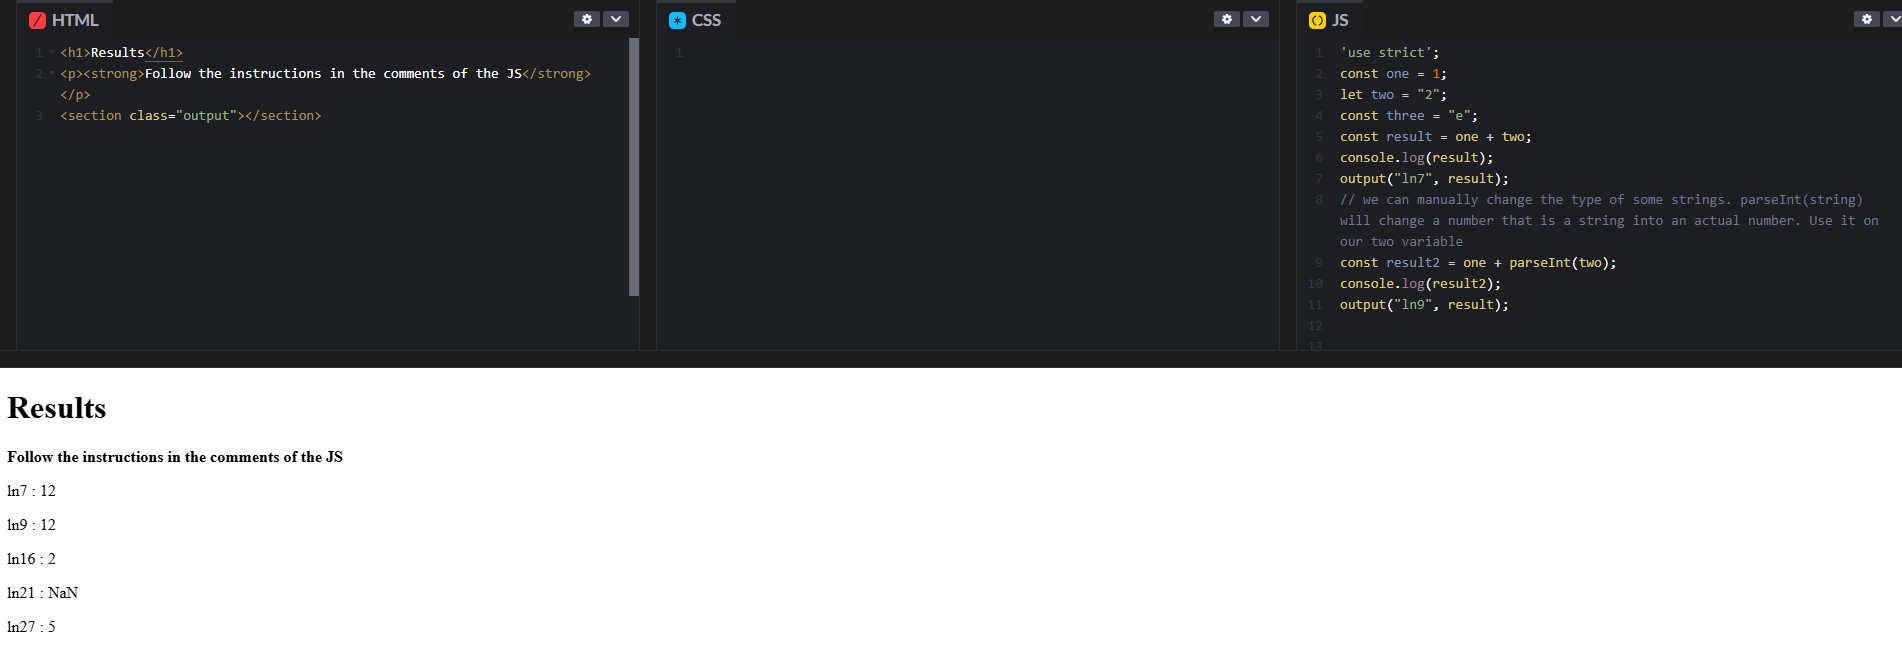 HTML
1 <h1>Results</h1>
2 <p><strong>Follow the instructions in the comments of the JS</strong>
</p>
3 <section class="output"></section>
CSS
1
JS
1 'use strict';
2 const one = 1;
3 let two = "2";
4 const three = "e";
5 const result = one + two;
6 console.log(result);
7 output("ln7", result);
8 // we can manually change the type of some strings. parseInt(string)
will change a number that is a string into an actual number. Use it on
our two variable
9 const result2 = one + parseInt(two);
10 console.log(result2);
11 output("ln9", result);
12
13
Results
Follow the instructions in the comments of the JS
ln7 : 12
ln9 : 12
ln16 : 2
ln21 : NaN
ln27 : 5